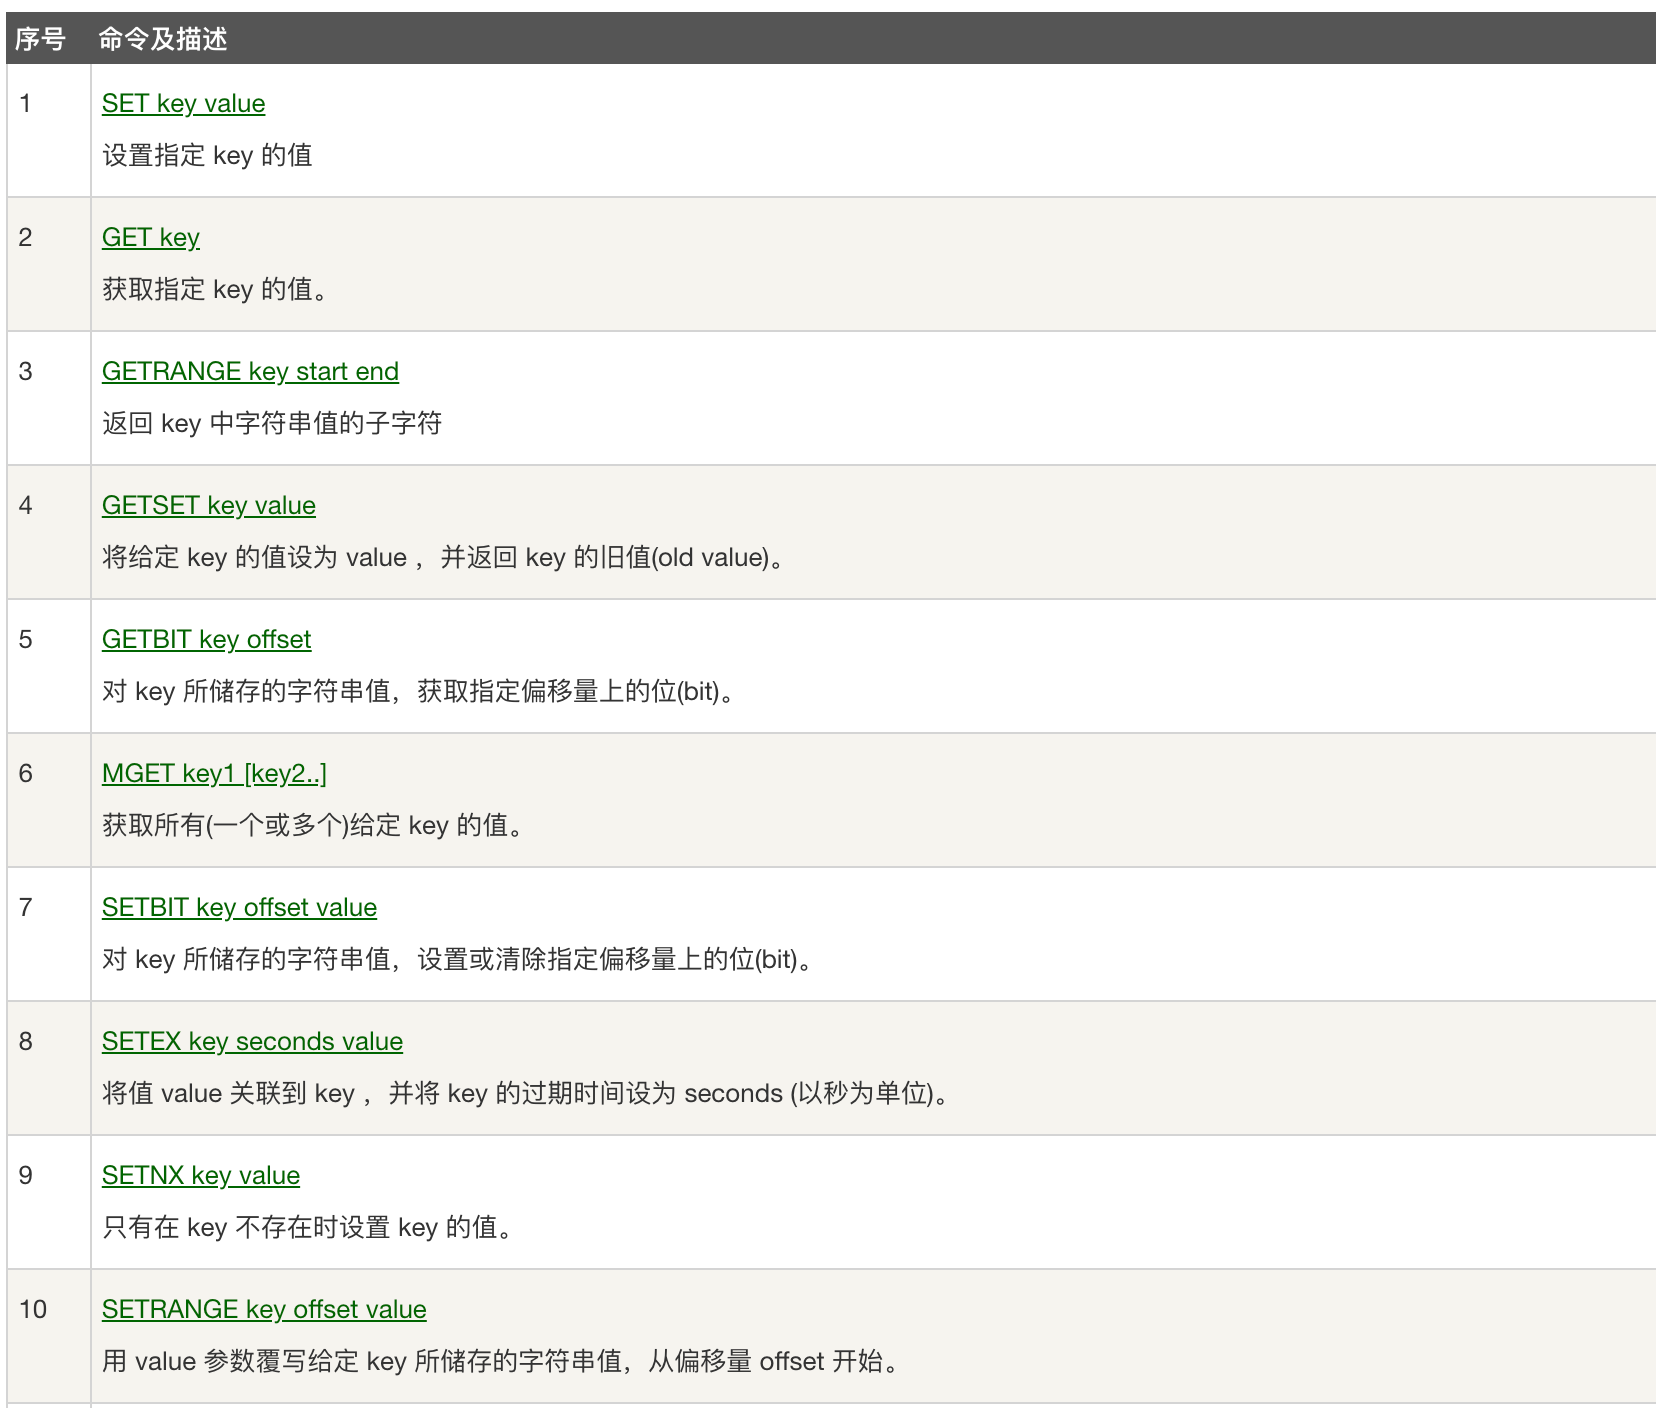 序号 命令及描述
1 SET key value
设置指定 key 的值
2 GET key
获取指定 key 的值。
3 GETRANGE key start end
返回 key 中字符串值的子字符
4 GETSET key value
将给定 key 的值设为 value ，并返回 key 的旧值(old value)。
5 GETBIT key offset
对 key 所储存的字符串值，获取指定偏移量上的位(bit)。
6 MGET key1 [key2..]
获取所有(一个或多个)给定 key 的值。
7 SETBIT key offset value
对 key 所储存的字符串值，设置或清除指定偏移量上的位(bit)。
8 SETEX key seconds value
将值 value 关联到 key ，并将 key 的过期时间设为 seconds (以秒为单位)。
9 SETNX key value
只有在 key 不存在时设置 key 的值。
10 SETRANGE key offset value
用 value 参数覆写给定 key 所储存的字符串值，从偏移量 offset 开始。